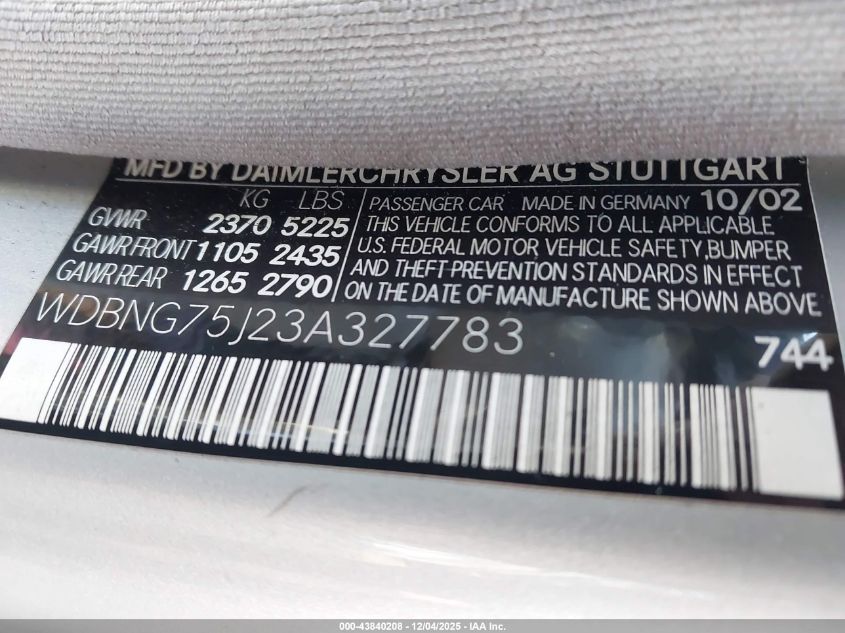 MFD BY DAIMLERCHRYSLER AG STUTTGART
KG LBS
GVWR 2370 5225
GAWR FRONT 1105 2435
GAWR REAR 1265 2790
PASSENGER CAR MADE IN GERMANY 10/02
THIS VEHICLE CONFORMS TO ALL APPLICABLE
U.S. FEDERAL MOTOR VEHICLE SAFETY,BUMPER
AND THEFT PREVENTION STANDARDS IN EFFECT
ON THE DATE OF MANUFACTURE SHOWN ABOVE.
WDBNG75J23A327783
744
000-43840208 - 12/04/2025 - IAA Inc.